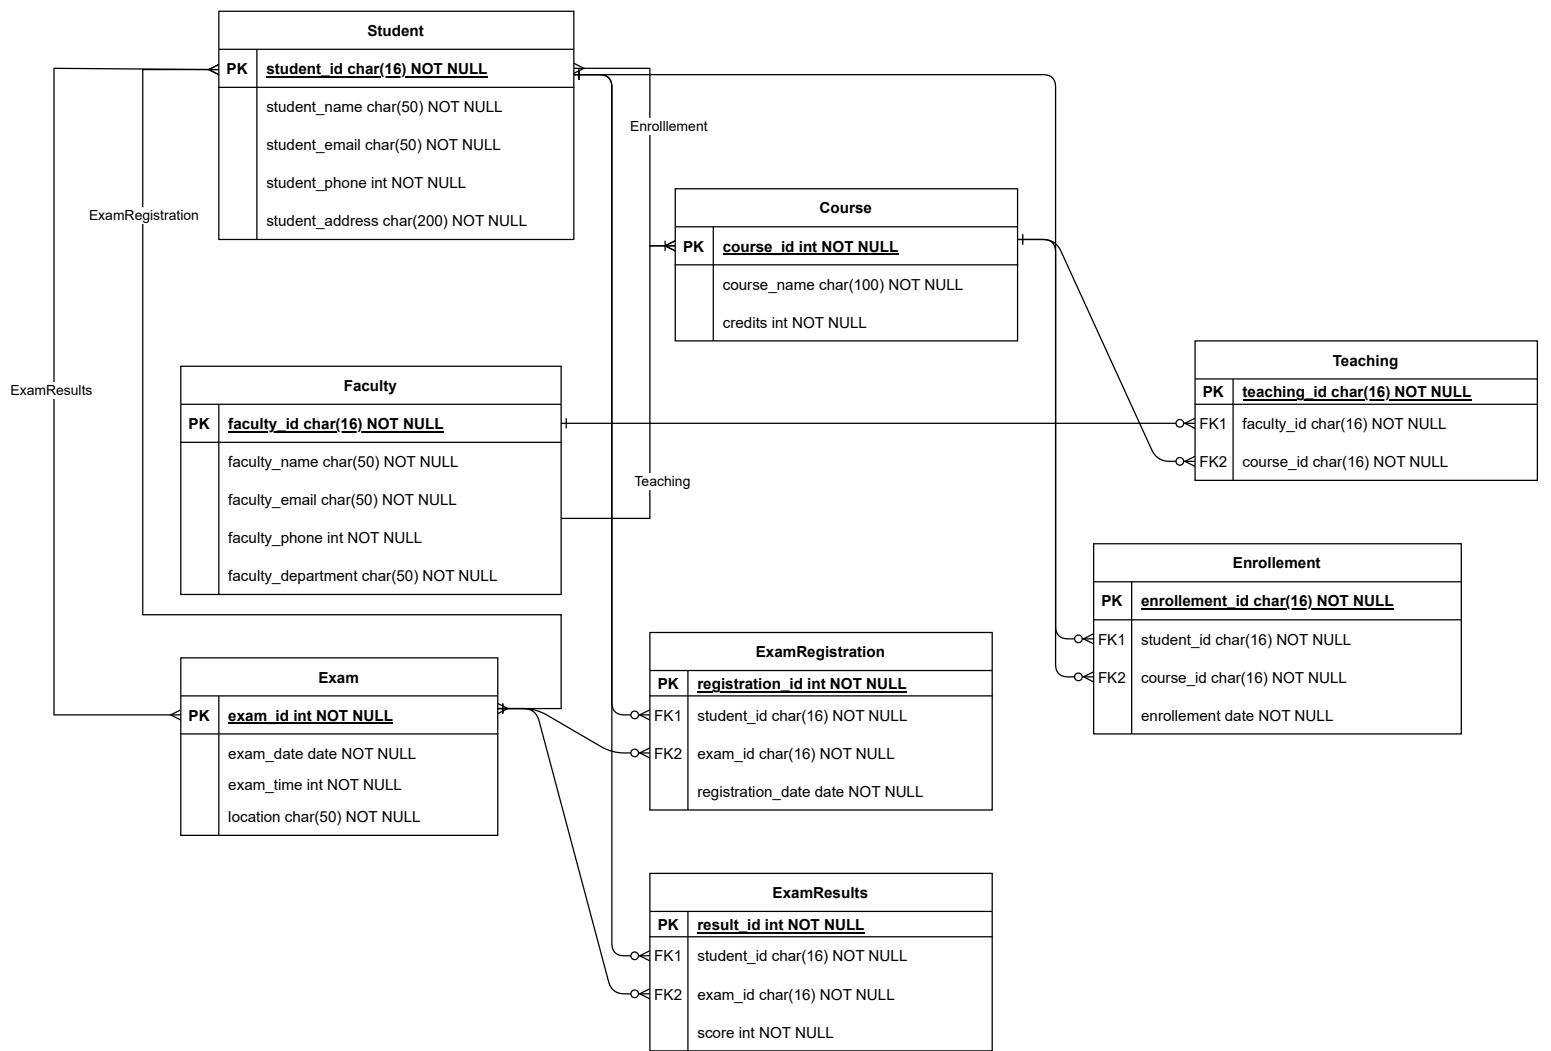 Student
PK student_id char(16) NOT NULL
student_name char(50) NOT NULL
student_email char(50) NOT NULL
student_phone int NOT NULL
student_address char(200) NOT NULL
Enrolllement
ExamRegistration
Course
PK course_id int NOT NULL
course_name char(100) NOT NULL
credits int NOT NULL
ExamResults
Faculty
PK faculty_id char(16) NOT NULL
faculty_name char(50) NOT NULL
faculty_email char(50) NOT NULL
faculty_phone int NOT NULL
faculty_department char(50) NOT NULL
Teaching
Teaching
PK teaching_id char(16) NOT NULL
FK1 faculty_id char(16) NOT NULL
FK2 course_id char(16) NOT NULL
Enrollement
PK enrollement_id char(16) NOT NULL
FK1 student_id char(16) NOT NULL
FK2 course_id char(16) NOT NULL
enrollement date NOT NULL
Exam
PK exam_id int NOT NULL
exam_date date NOT NULL
exam_time int NOT NULL
location char(50) NOT NULL
ExamRegistration
PK registration_id int NOT NULL
FK1 student_id char(16) NOT NULL
FK2 exam_id char(16) NOT NULL
registration_date date NOT NULL
ExamResults
PK result_id int NOT NULL
FK1 student_id char(16) NOT NULL
FK2 exam_id char(16) NOT NULL
score int NOT NULL